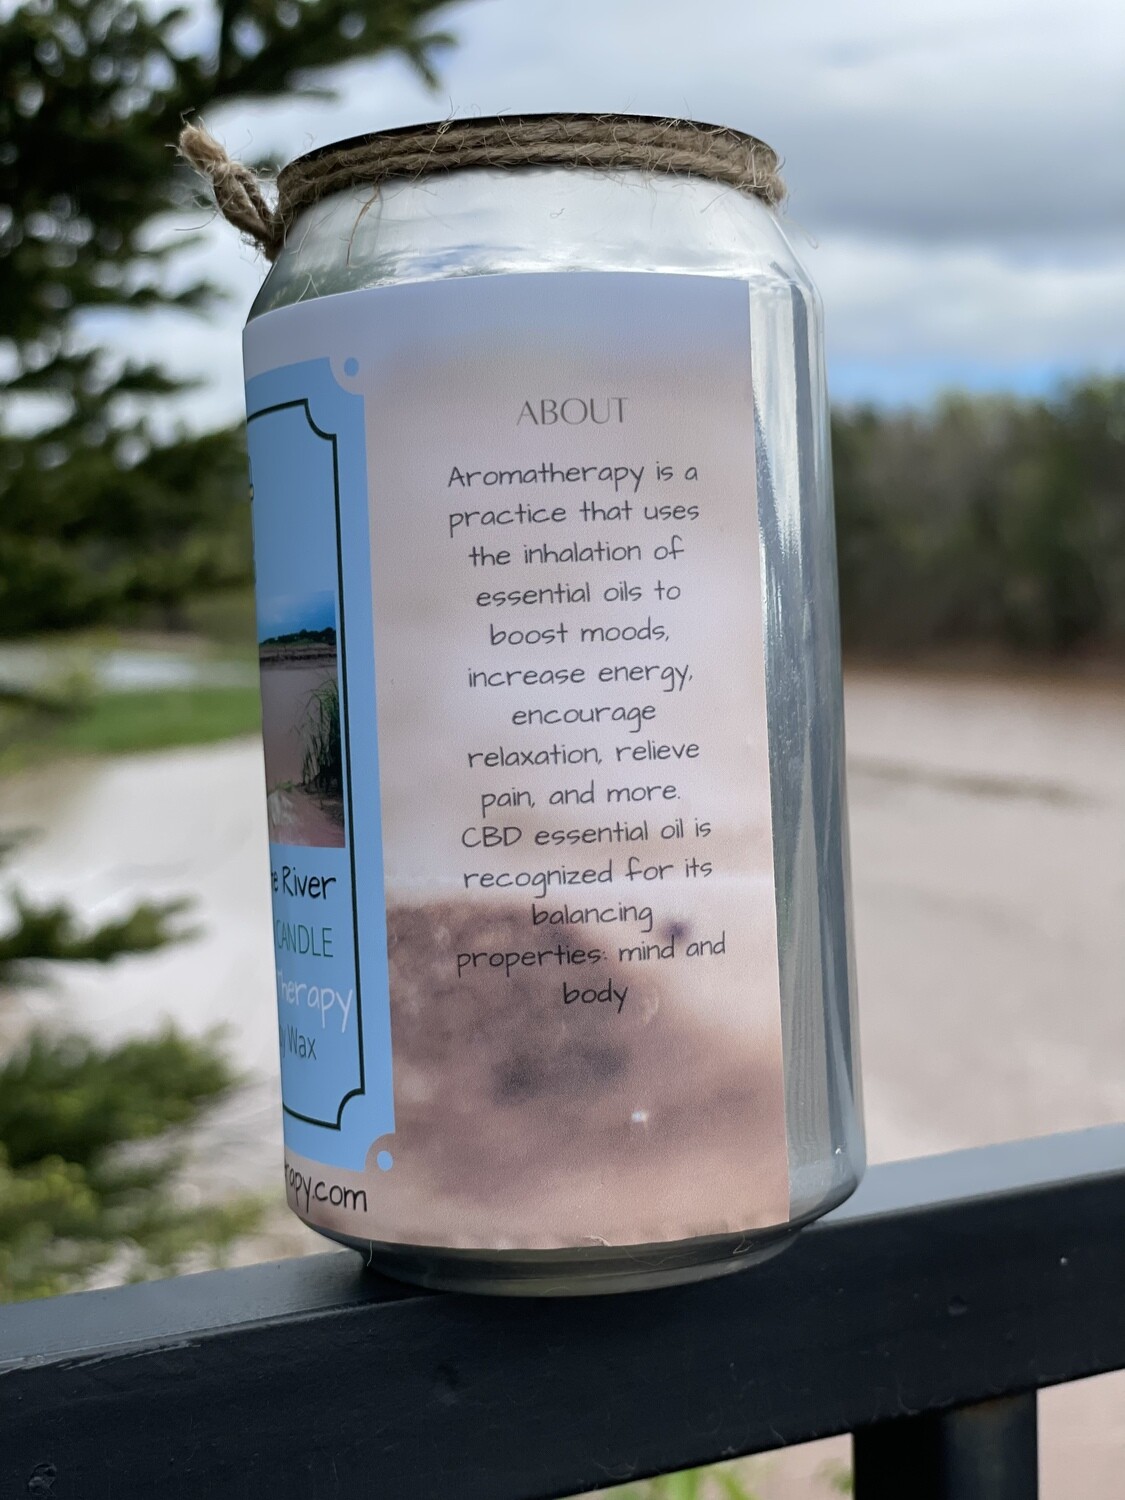 ABOUT
Aromatherapy is a
practice that uses
the inhalation of
essential oils to
boost moods,
increase energy,
encourage
relaxation, relieve
pain, and more.
CBD essential oil is
recognized for its
balancing
properties: mind and
body
River
CANDLE
Therapy
Wax